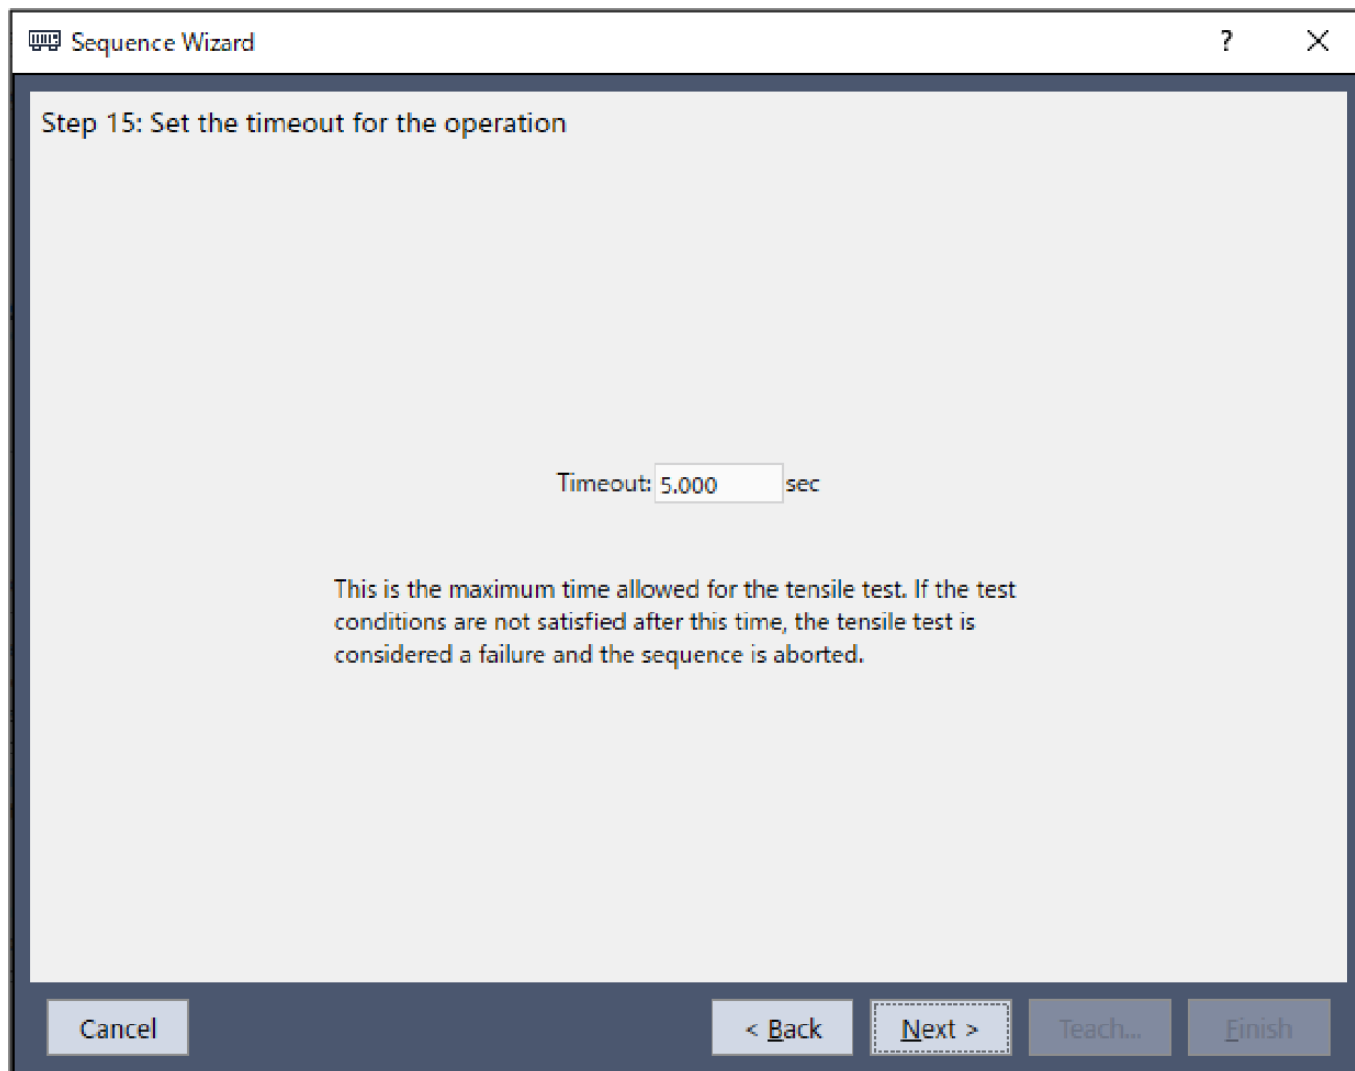 Sequence Wizard
?
Step 15: Set the timeout for the operation
Timeout: 5.000 sec
This is the maximum time allowed for the tensile test. If the test
conditions are not satisfied after this time, the tensile test is
considered a failure and the sequence is aborted.
Cancel < Back Next > Teach... Finish